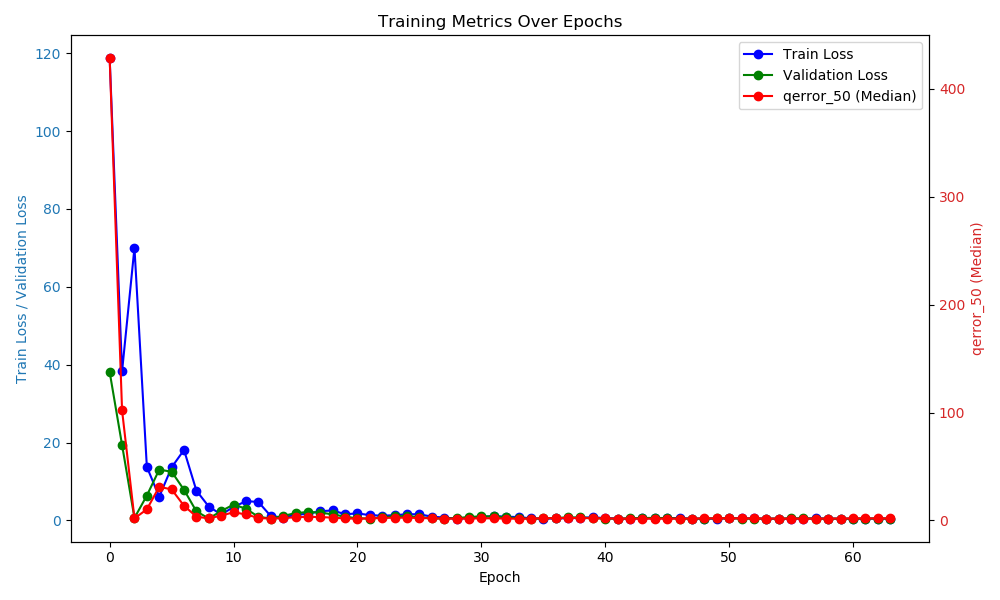 Training Metrics Over Epochs
Train Loss
Validation Loss
qerror_50 (Median)
Train Loss / Validation Loss
120
100
80
60
40
20
0
400
300
200
100
0
qerror_50 (Median)
0
10
20
30
40
50
60
Epoch